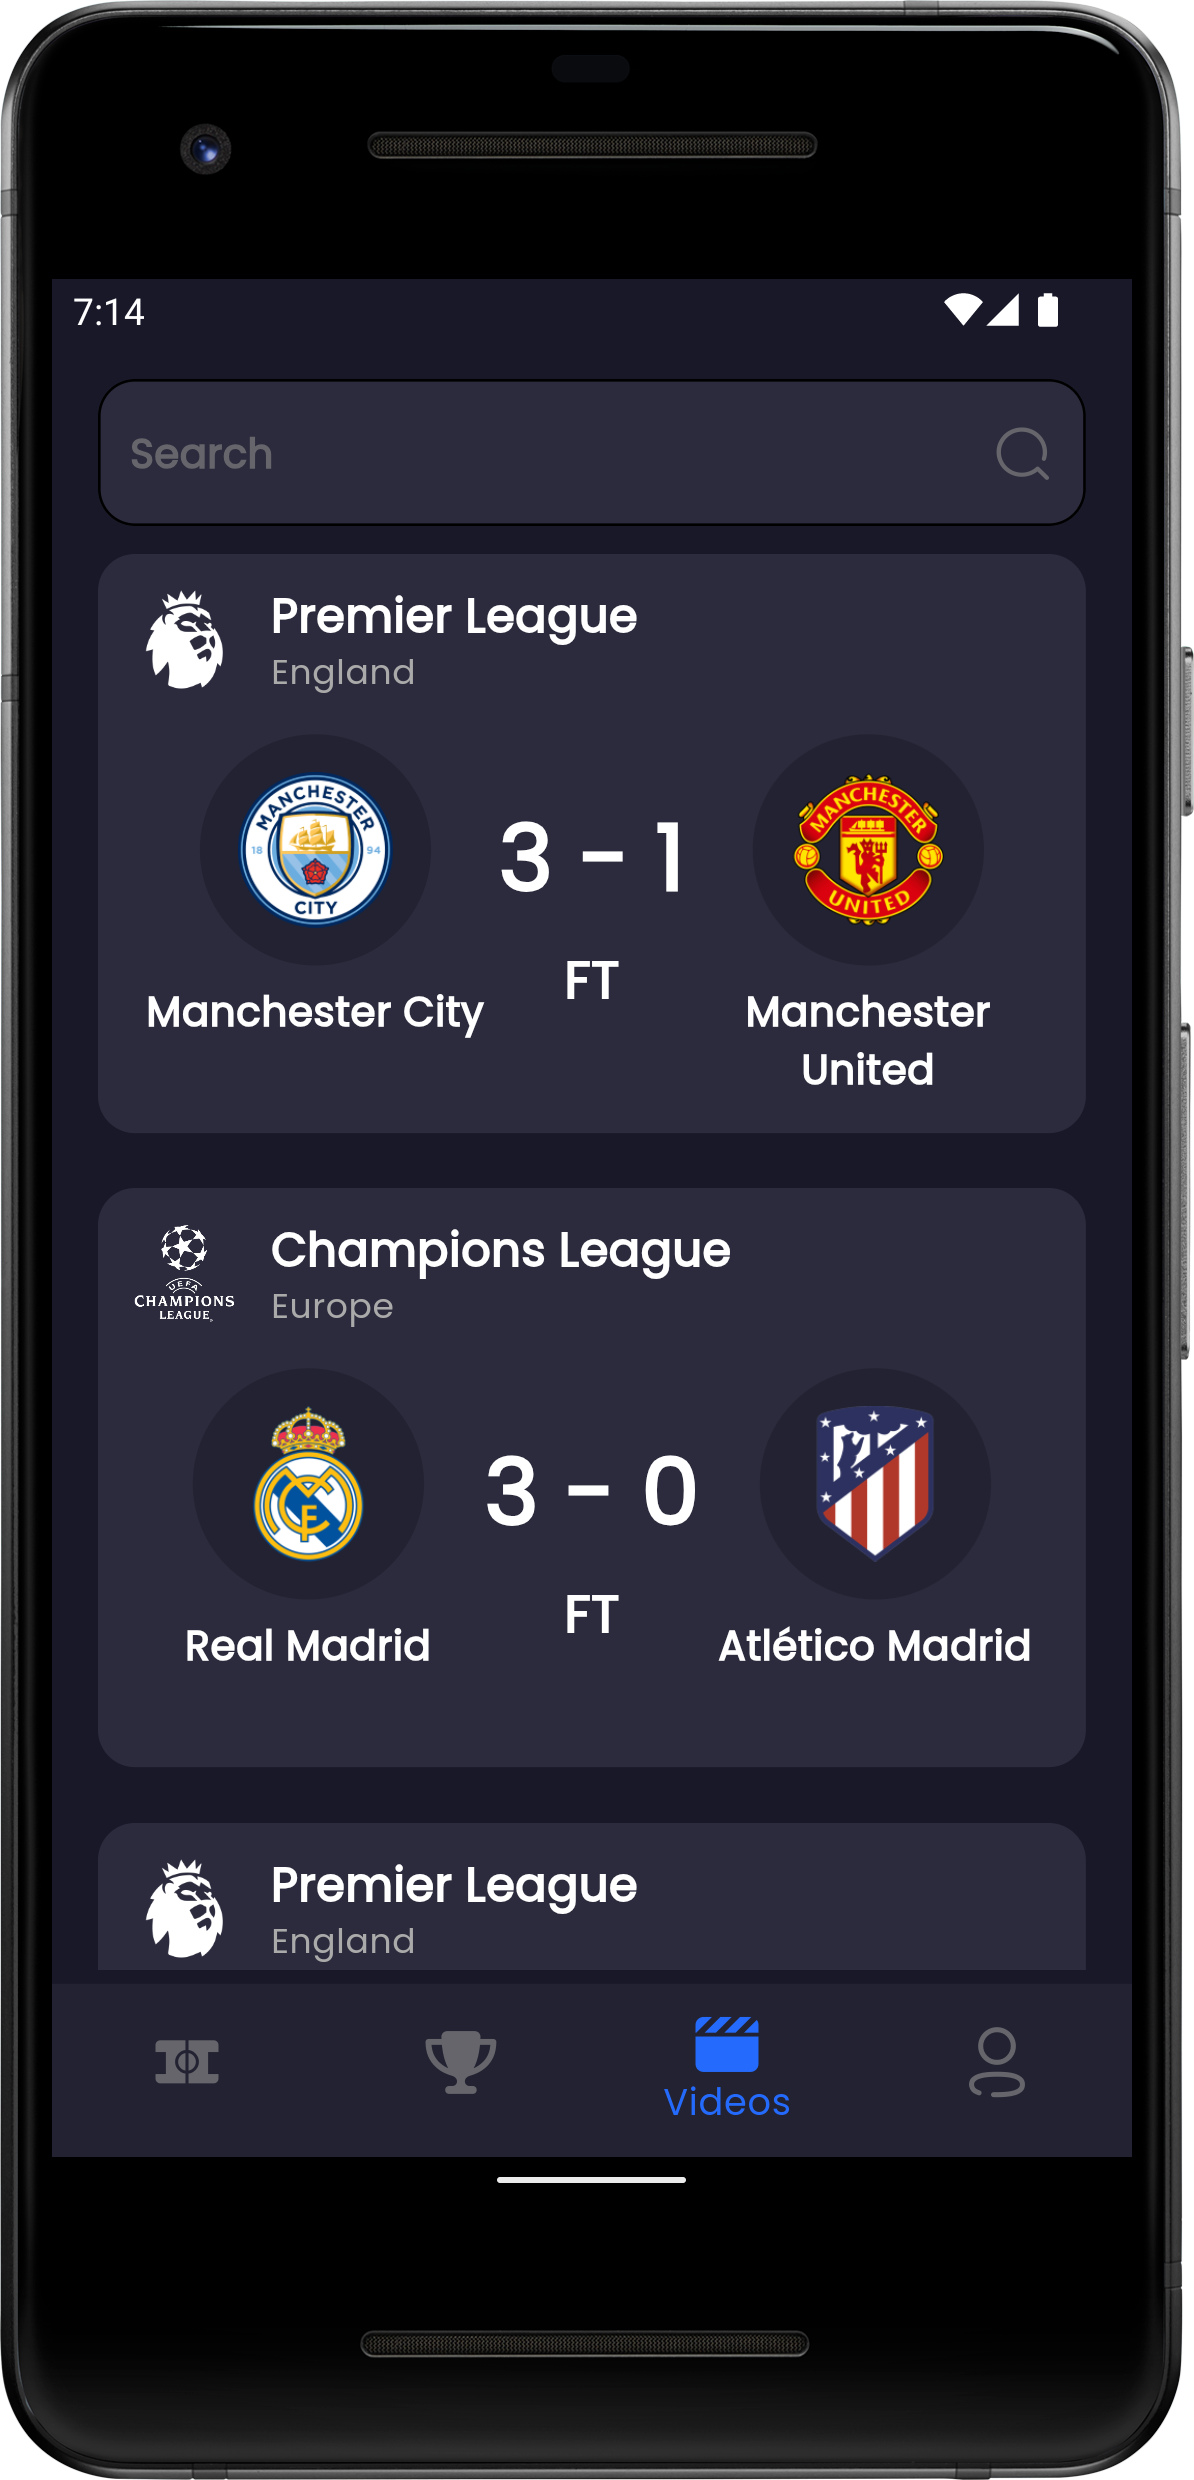 7:14
Search
Premier League
England
MANCHESTER
18 94
CITY
3 - 1
MANCHESTER
UNITED
FT
Manchester City
Manchester
United
UEFA
CHAMPIONS
LEAGUE
Champions League
Europe
3 - 0
FT
Real Madrid
Atlético Madrid
Premier League
England
Videos